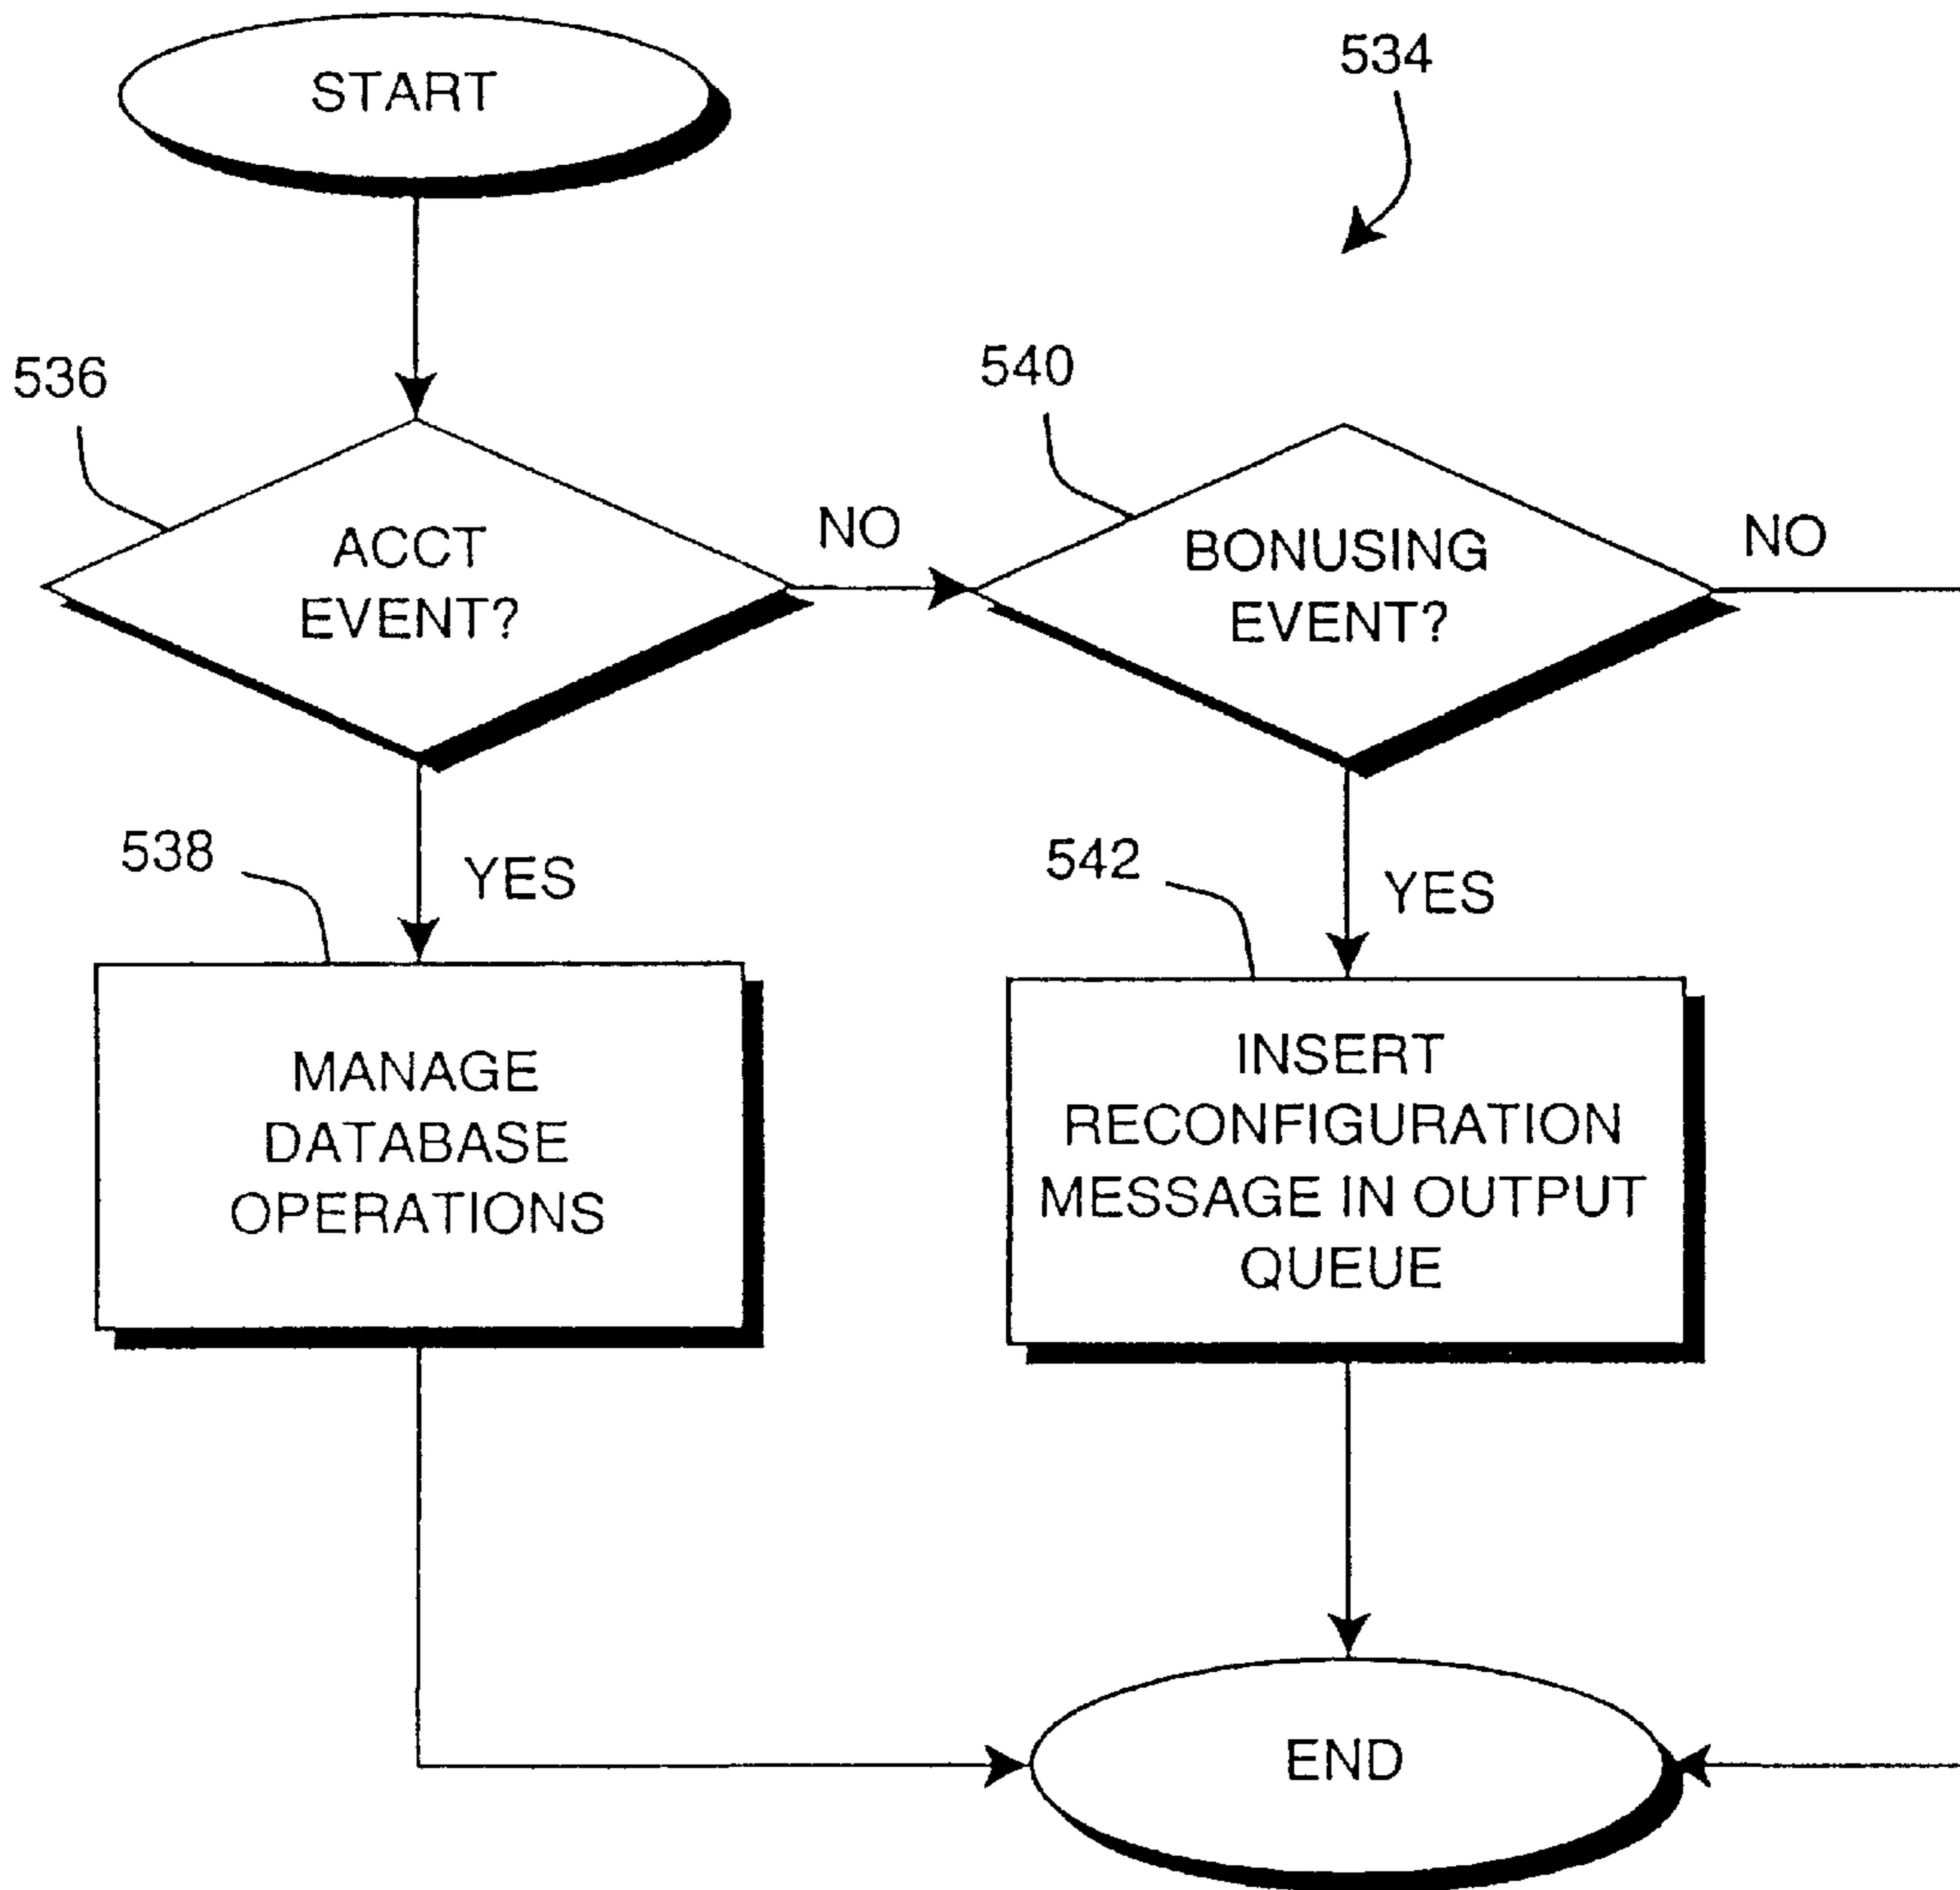 START
534
536
ACCT
EVENT?
NO
540
BONUSING
EVENT?
NO
538
YES
542
YES
MANAGE
DATABASE
OPERATIONS
INSERT
RECONFIGURATION
MESSAGE IN OUTPUT
QUEUE
END